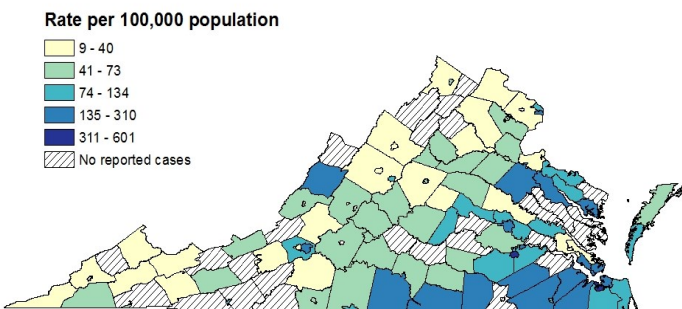 Rate per 100,000 population
9 - 40
41 - 73
74 - 134
135 - 310
311 - 601
No reported cases